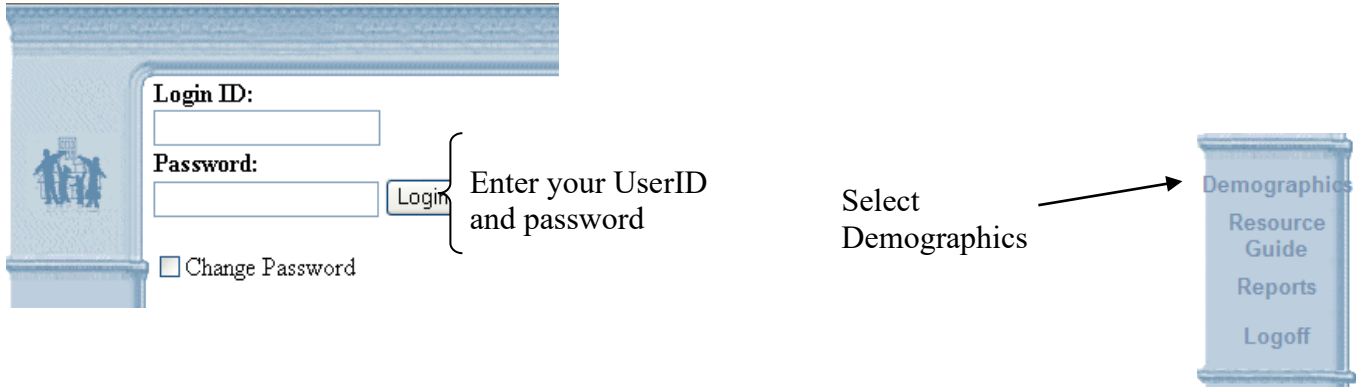 Login ID:
Password:
Login
Change Password
Enter your UserID
and password
Select
Demographics
Demographics
Resource
Guide
Reports
Logoff